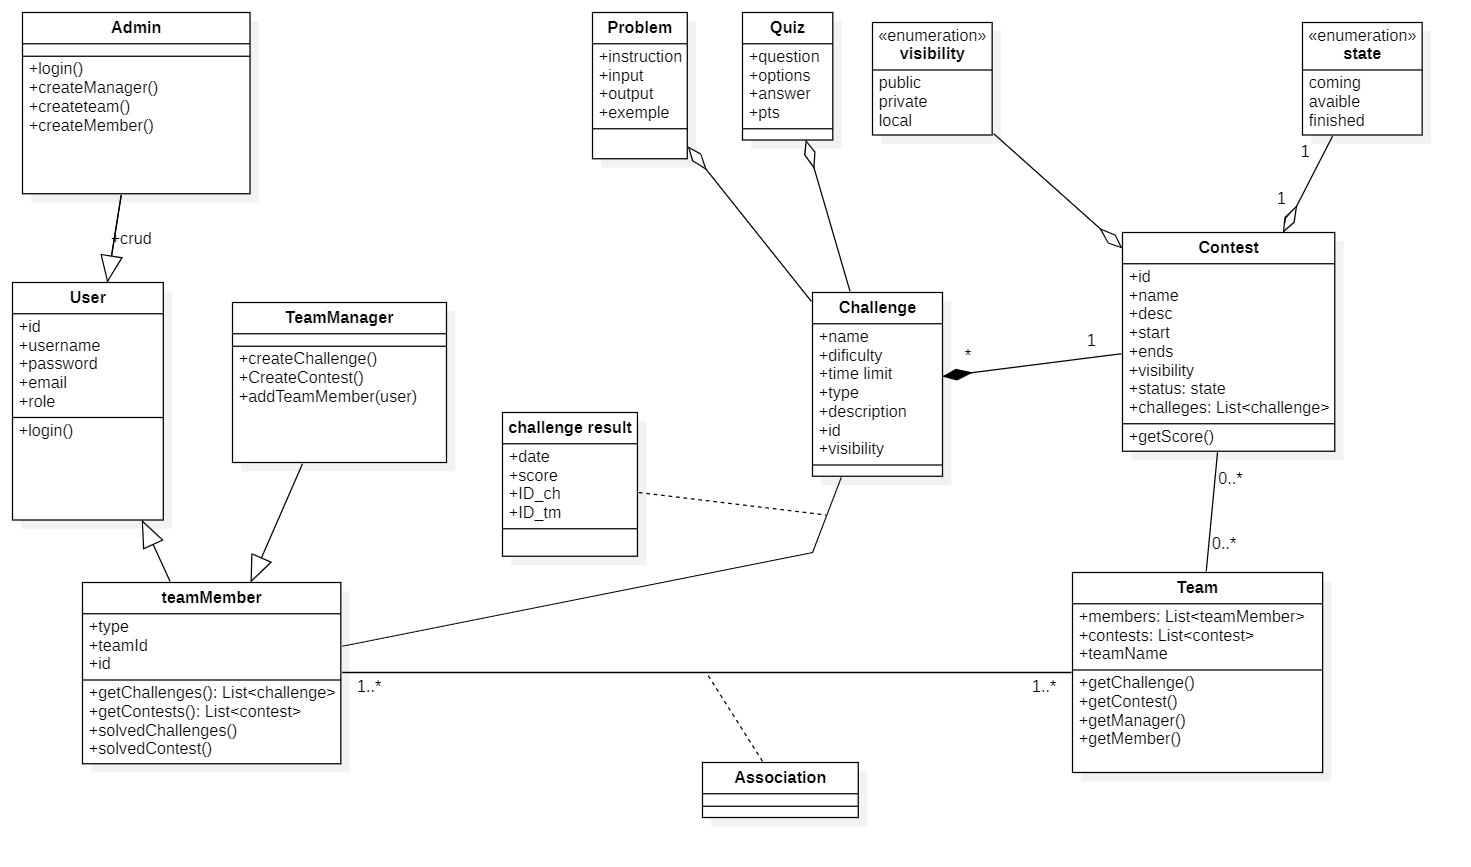 Admin
+login()
+createManager()
+createteam()
+createMember()
+crud
User
+id
+username
+password
+email
+role
+login()
TeamManager
+createChallenge()
+CreateContest()
+addTeamMember(user)
teamMember
+type
+teamId
+id
+getChallenges(): List<challenge>
+getContests(): List<contest>
+solvedChallenges()
+solvedContest()
challenge result
+date
+score
+ID_ch
+ID_tm
Problem
+instruction
+input
+output
+exemple
Quiz
+question
+options
+answer
+pts
«enumeration»
visibility
public
private
local
«enumeration»
state
coming
avaible
finished
1
1
Challenge
+name
+dificulty
+time limit
+type
+description
+id
+visibility
*
1
Contest
+id
+name
+desc
+start
+ends
+visibility
+status: state
+challeges: List<challenge>
+getScore()
0..*
0..*
Team
+members: List<teamMember>
+contests: List<contest>
+teamName
+getChallenge()
+getContest()
+getManager()
+getMember()
1..*
1..*
Association